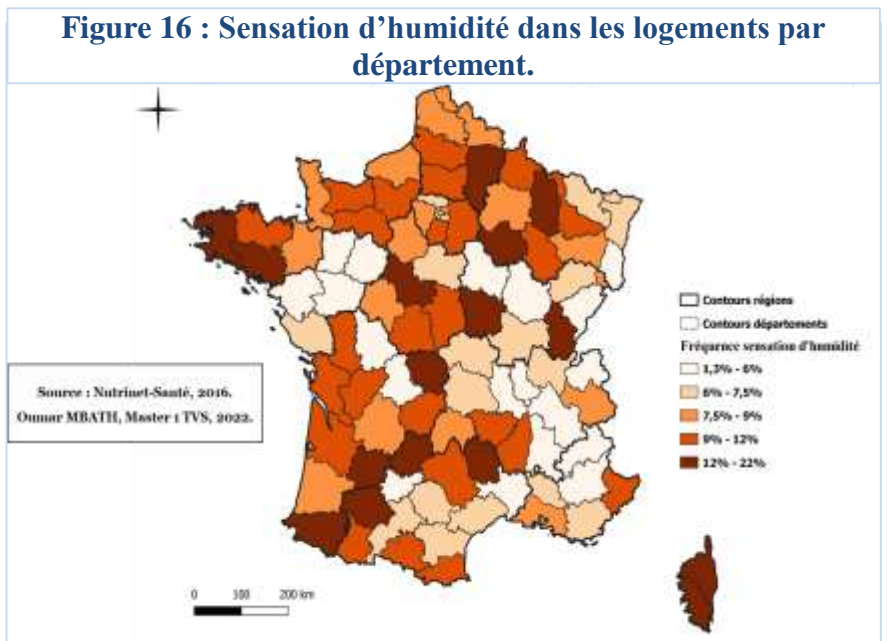 Figure 16 : Sensation d’humidité dans les logements par
département.
Contours régions
Contours départements
Fréquence sensation d'humidité
1,3% - 6%
6% - 7,5%
7,5% - 9%
9% - 12%
12% - 22%
Source : Nutrinet-Santé, 2016.
Oumar MBATH, Master 1 TVS, 2022.
0 100 200 km